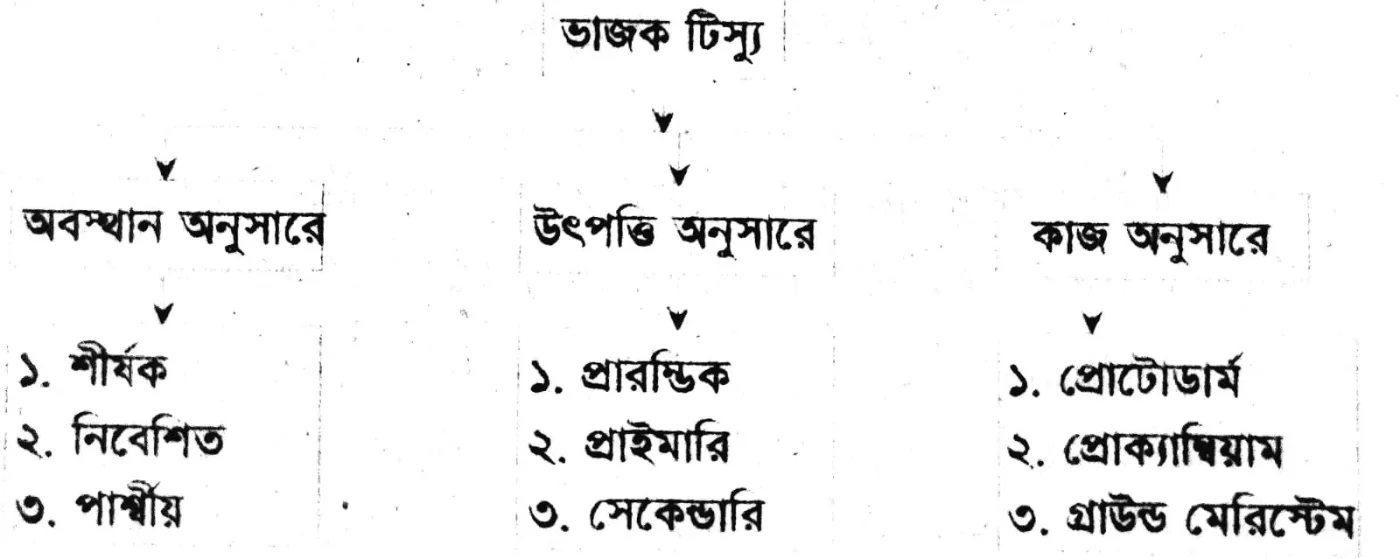 ভাজক টিস্যু
অবস্থান অনুসারে
উৎপত্তি অনুসারে
কাজ অনুসারে
১. শীর্ষক
২. নিবেশিত
৩. পার্শ্বীয়
১. প্রারম্ভিক
২. প্রাইমারি
৩. সেকেন্ডারি
১. প্রোটোডার্ম
২. প্রোক্যাম্বিয়াম
৩. গ্রাউন্ড মেরিস্টেম